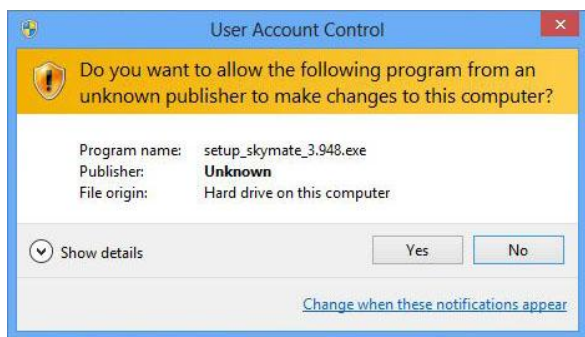 User Account Control
Do you want to allow the following program from an
unknown publisher to make changes to this computer?
Program name: setup_skymate_3.948.exe
Publisher: Unknown
File origin: Hard drive on this computer
Show details
Yes No
Change when these notifications appear